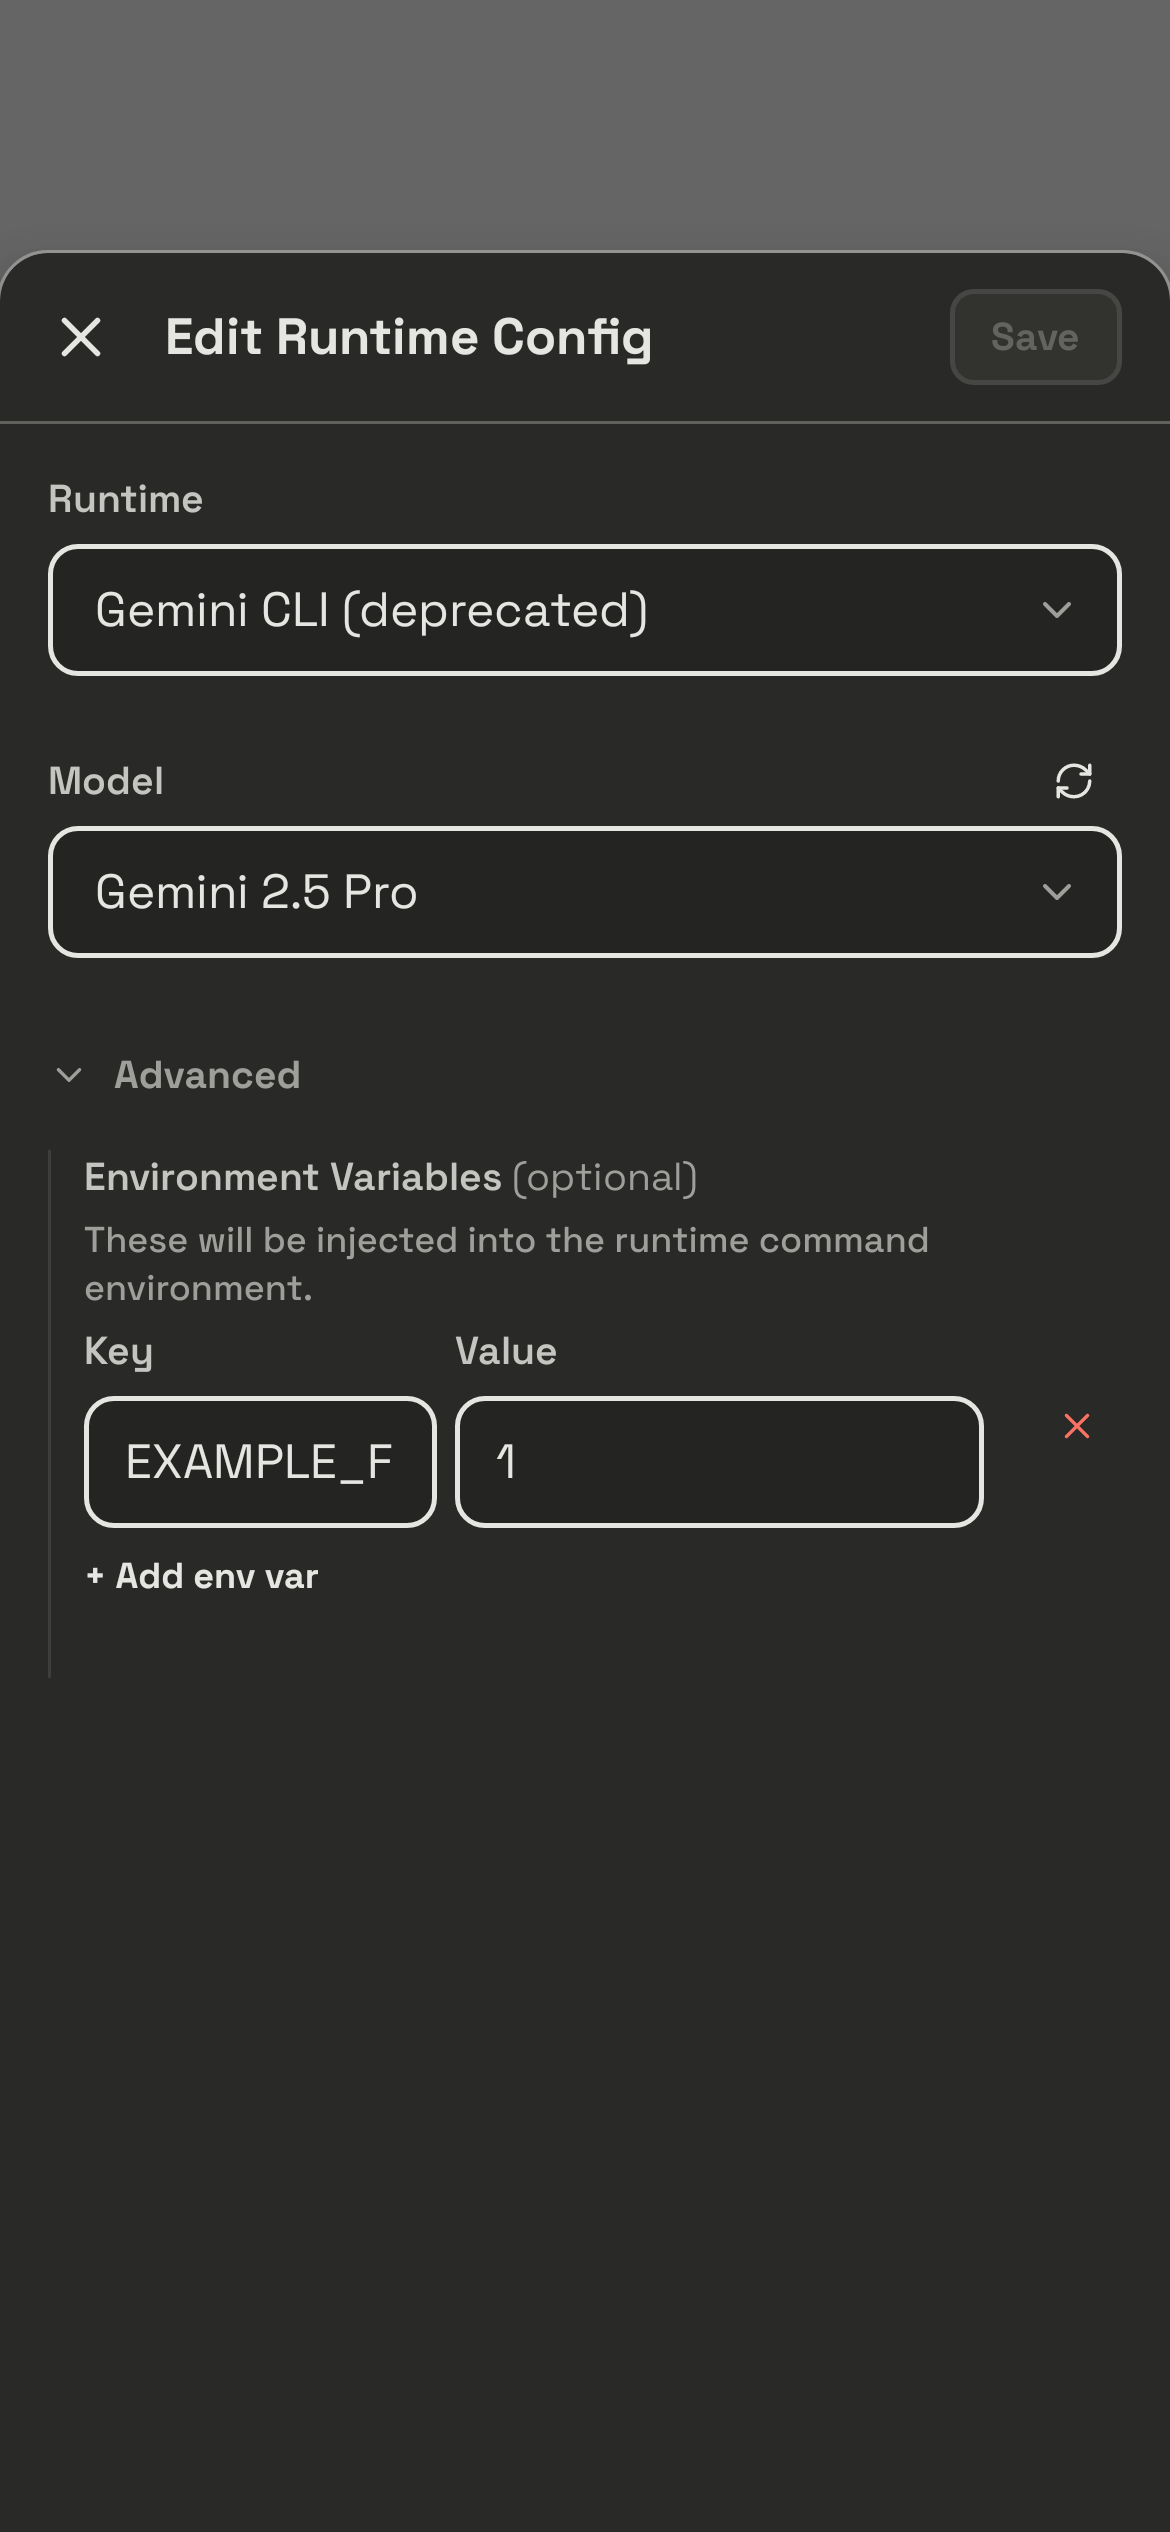 Edit Runtime Config
Save
Runtime
Gemini CLI (deprecated)
Model
Gemini 2.5 Pro
Advanced
Environment Variables (optional)
These will be injected into the runtime command
environment.
Key Value
EXAMPLE_F 1
+ Add env var